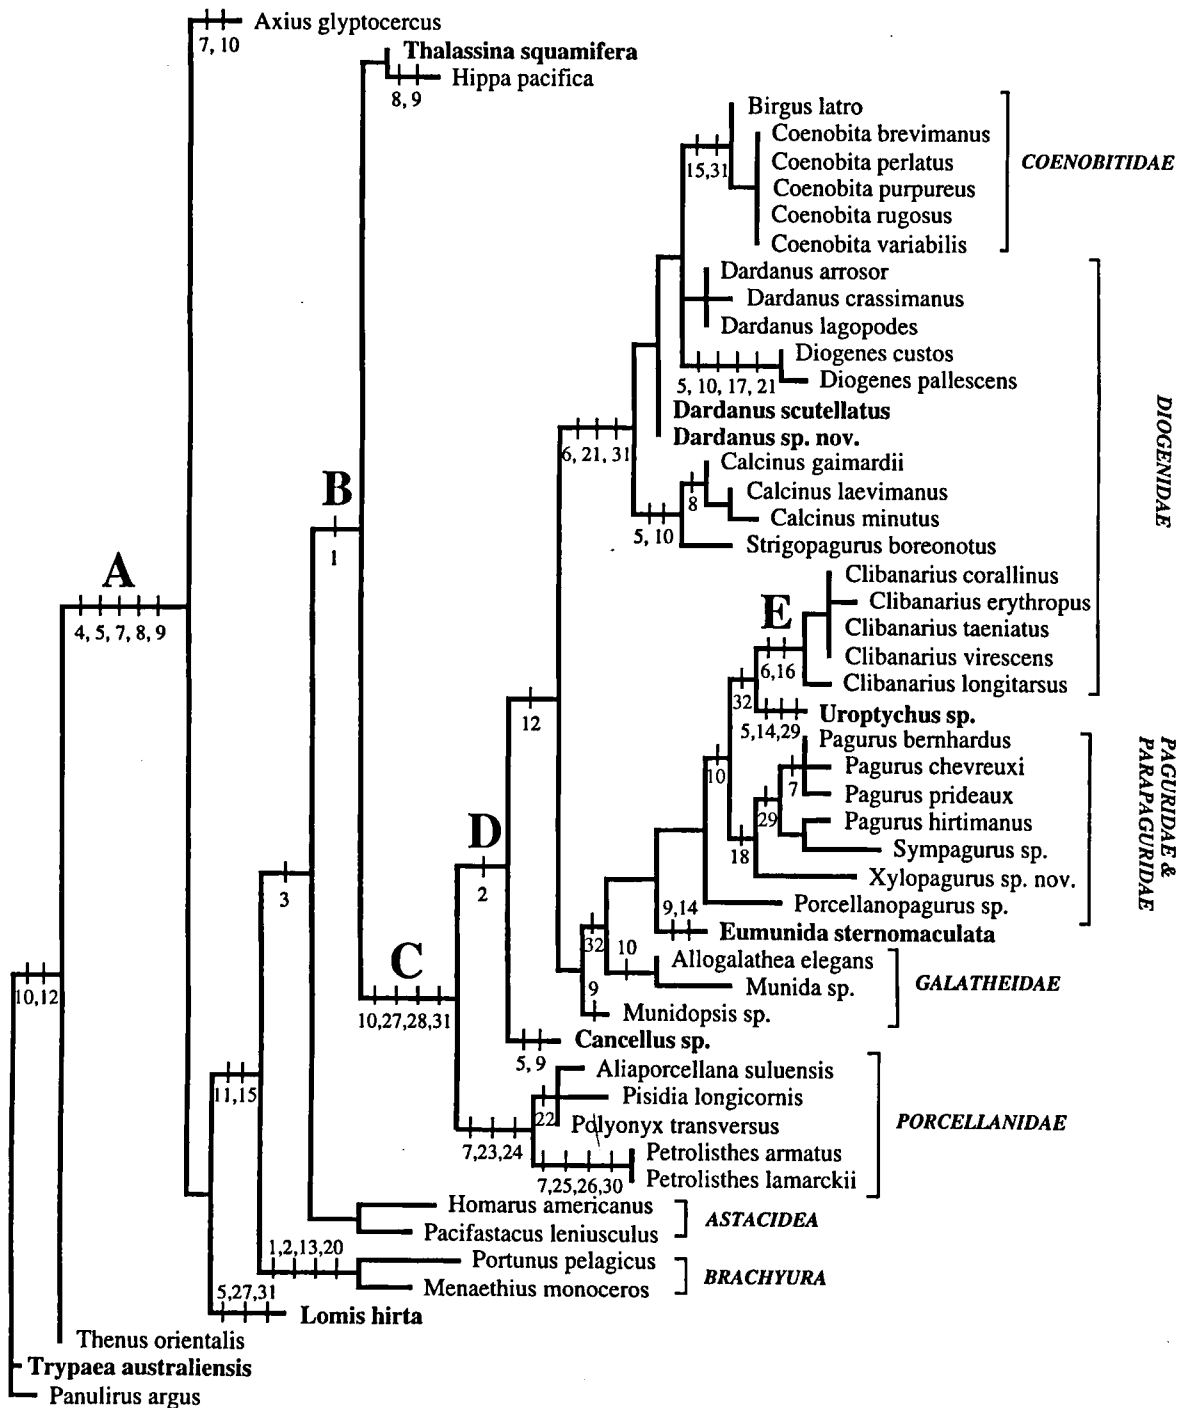 Axius glyptocercus
7, 10
Thalassina squamifera
Hippa pacifica
8, 9
Birgus latro
Coenobita brevimanus
Coenobita perlatus
COENOBITIDAE
15,31
Coenobita purpureus
Coenobita rugosus
Coenobita variabilis
Dardanus arrosor
Dardanus crassimanus
Dardanus lagopodes
Diogenes custos
Diogenes pallescens
5, 10, 17, 21
Dardanus scutellatus
Dardanus sp. nov.
DIOGENIDAE
6, 21, 31
Calcinus gaimardii
Calcinus laevimanus
8
Calcinus minutus
5, 10
Strigopagurus boreonotus
B
1
A
4, 5, 7, 8, 9
Clibanarius corallinus
Clibanarius erythropus
E
Clibanarius taeniatus
Clibanarius virescens
6,16
Clibanarius longitarsus
32
Uroptychus sp.
5,14,29
12
Pagurus bernhardus
Pagurus chevreuxi
10
7
Pagurus prideaux
Pagurus hirtimanus
29
Sympagurus sp.
18
Xylopagurus sp. nov.
PAGURIDAE &
PARAPAGURIDAE
D
2
3
Porcellanopagurus sp.
9,14
Eumunida sternomaculata
32
10
Allogalathea elegans
Munida sp.
GALATHEIDAE
9
Munidopsis sp.
C
10,27,28,31
10,12
Cancellus sp.
5, 9
Aliaporcellana suluensis
Pisidia longicornis
22
Polyonyx transversus
PORCELLANIDAE
11,15
7,23,24
Petrolisthes armatus
Petrolisthes lamarckii
7,25,26,30
Homarus americanus
ASTACIDEA
Pacifastacus leniusculus
1,2,13,20
Portunus pelagicus
BRACHYURA
Menaethius monoceros
5,27,31
Lomis hirta
Thenus orientalis
Trypaea australiensis
Panulirus argus